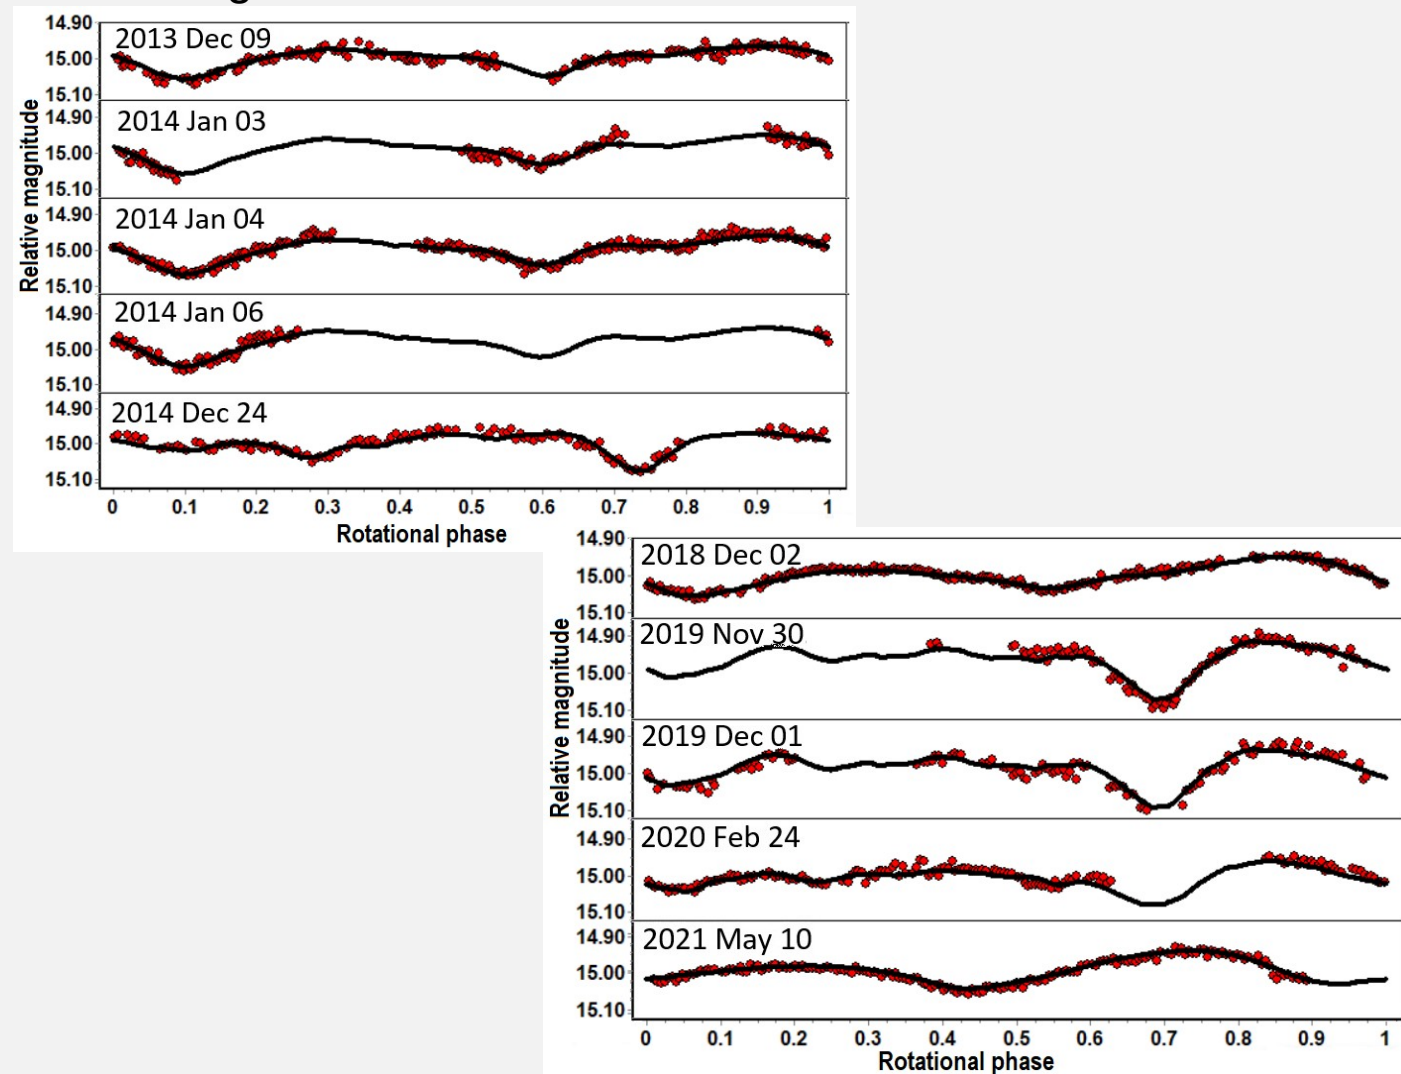 14.90
15.00
15.10
2013 Dec 09
14.90
15.00
15.10
2014 Jan 03
14.90
15.00
15.10
2014 Jan 04
14.90
15.00
15.10
2014 Jan 06
14.90
15.00
15.10
2014 Dec 24
Relative magnitude
0 0.1 0.2 0.3 0.4 0.5 0.6 0.7 0.8 0.9 1
Rotational phase
14.90
15.00
15.10
2018 Dec 02
14.90
15.00
15.10
2019 Nov 30
14.90
15.00
15.10
2019 Dec 01
14.90
15.00
15.10
2020 Feb 24
14.90
15.00
15.10
2021 May 10
Relative magnitude
0 0.1 0.2 0.3 0.4 0.5 0.6 0.7 0.8 0.9 1
Rotational phase